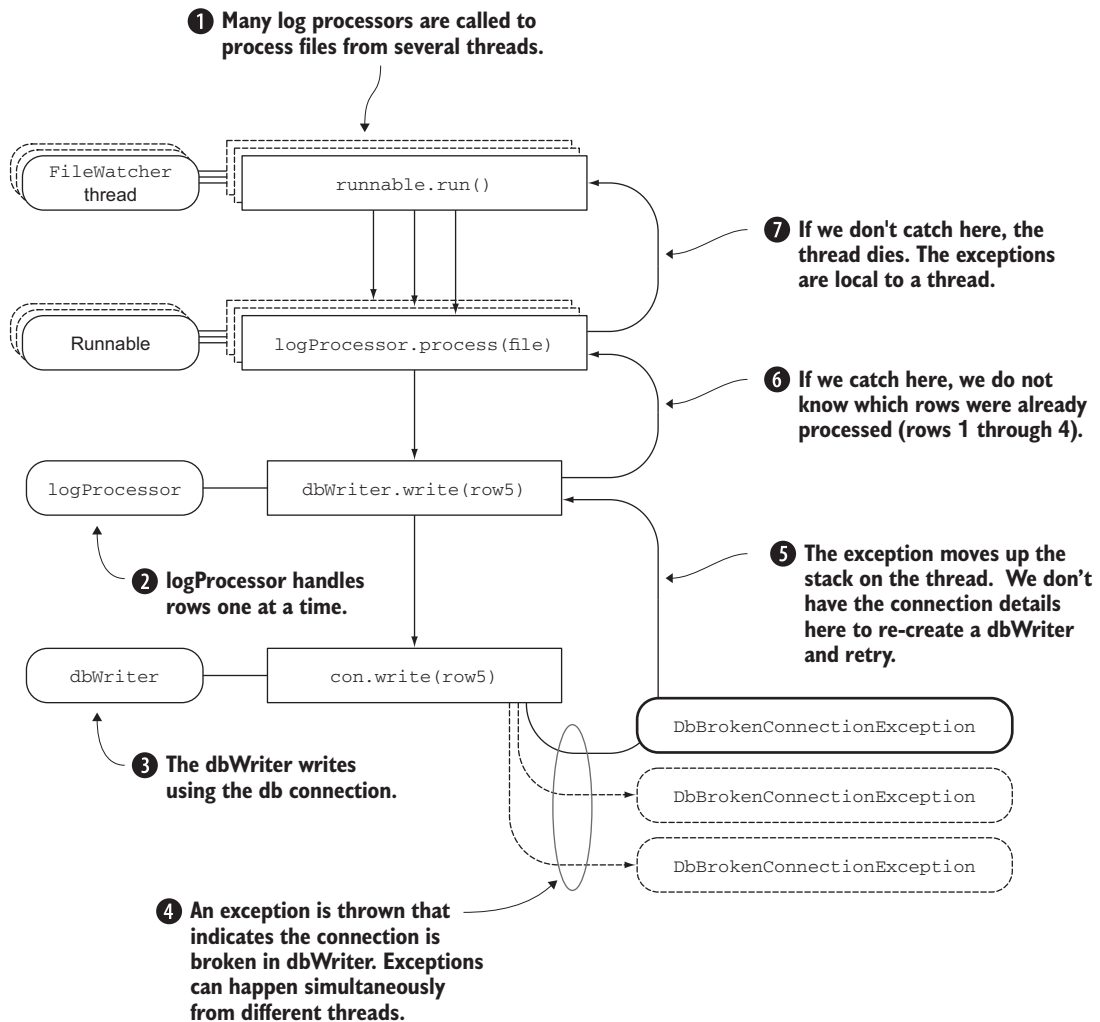 1 Many log processors are called to
process files from several threads.
FileWatcher
thread
runnable.run()
7 If we don't catch here, the
thread dies. The exceptions
are local to a thread.
Runnable
logProcessor.process(file)
6 If we catch here, we do not
know which rows were already
processed (rows 1 through 4).
logProcessor
dbWriter.write(row5)
2 logProcessor handles
rows one at a time.
5 The exception moves up the
stack on the thread. We don’t
have the connection details
here to re-create a dbWriter
and retry.
dbWriter
con.write(row5)
DbBrokenConnectionException
3 The dbWriter writes
using the db connection.
DbBrokenConnectionException
DbBrokenConnectionException
4 An exception is thrown that
indicates the connection is
broken in dbWriter. Exceptions
can happen simultaneously
from different threads.